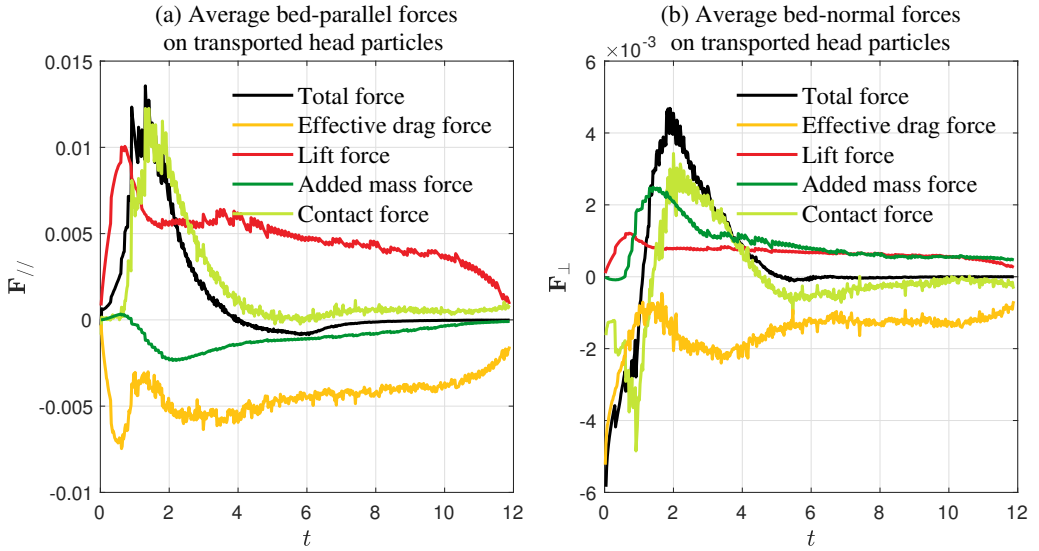 (a) Average bed-parallel forces
on transported head particles
0.015
0.01
0.005
0
-0.005
-0.01
F//
Total force
Effective drag force
Lift force
Added mass force
Contact force
0 2 4 6 8 10 12
t
(b) Average bed-normal forces
on transported head particles
×10⁻³
6
4
2
0
-2
-4
-6
F⊥
Total force
Effective drag force
Lift force
Added mass force
Contact force
0 2 4 6 8 10 12
t